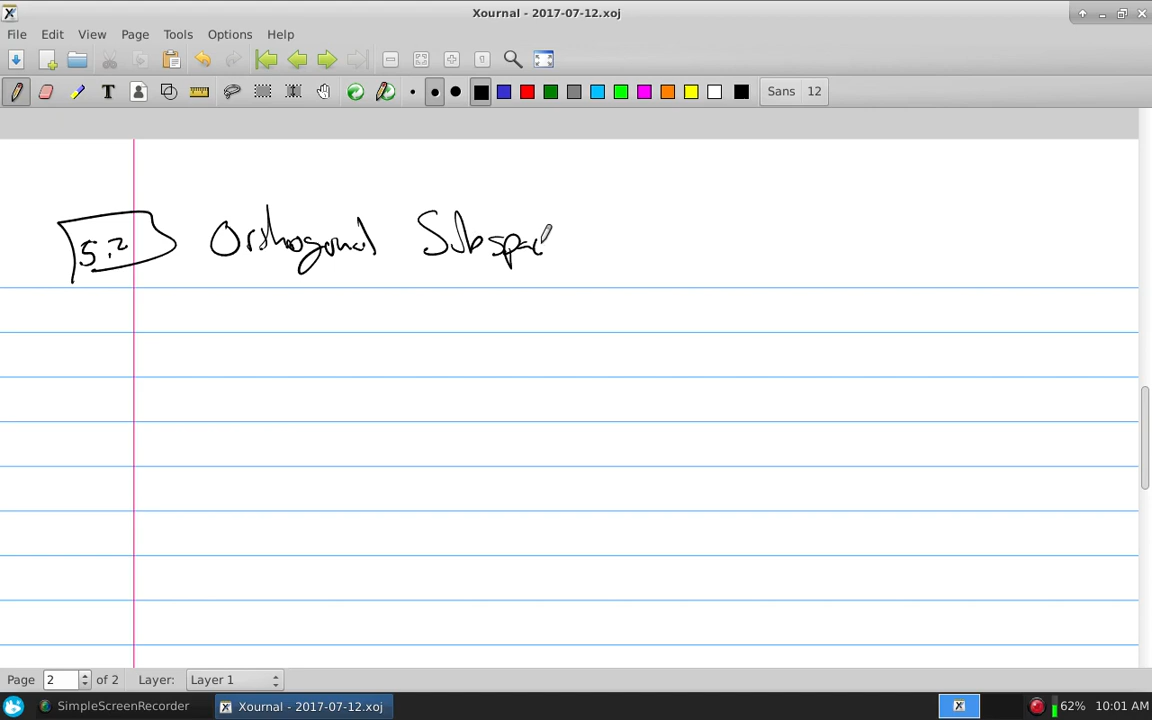 Xournal - 2017-07-12.xoj
File Edit View Page Tools Options Help
Sans 12
5.2 Orthogonal Subspac
Page 2 of 2 Layer: Layer 1
SimpleScreenRecorder Xournal - 2017-07-12.xoj 62% 10:01 AM